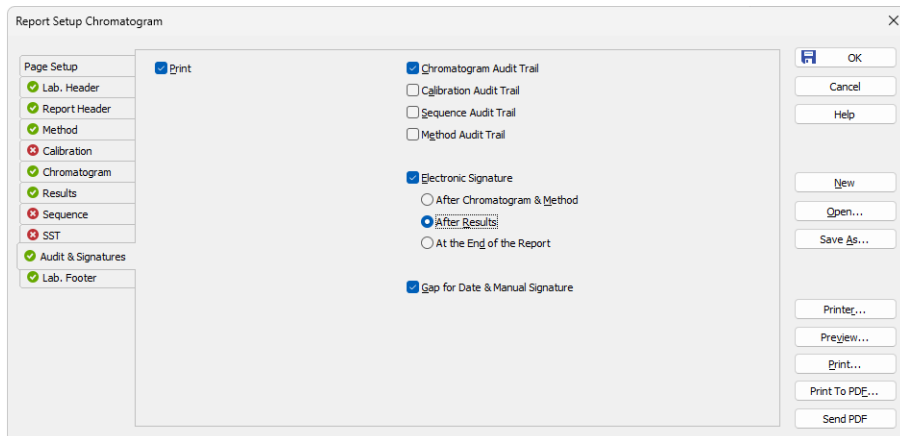 Report Setup Chromatogram
Page Setup
Lab. Header
Report Header
Method
Calibration
Chromatogram
Results
Sequence
SST
Audit & Signatures
Lab. Footer
Print
Chromatogram Audit Trail
Calibration Audit Trail
Sequence Audit Trail
Method Audit Trail
Electronic Signature
After Chromatogram & Method
After Results
At the End of the Report
Gap for Date & Manual Signature
OK
Cancel
Help
New
Open...
Save As...
Printer...
Preview...
Print...
Print To PDF...
Send PDF